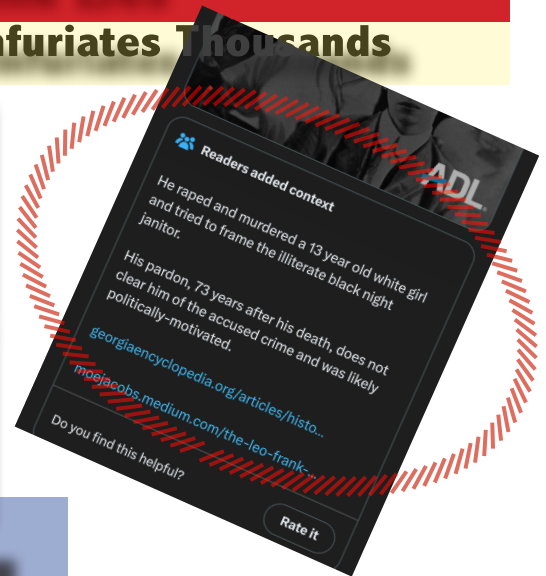 nfuriates Thousands
ADL
Readers added context
He raped and murdered a 13 year old white girl
and tried to frame the illiterate black night
janitor.
His pardon, 73 years after his death, does not
clear him of the accused crime and was likely
politically-motivated.
georgiaencyclopedia.org/articles/histo...
moejacobs.medium.com/the-leo-frank-...
Do you find this helpful?
Rate it